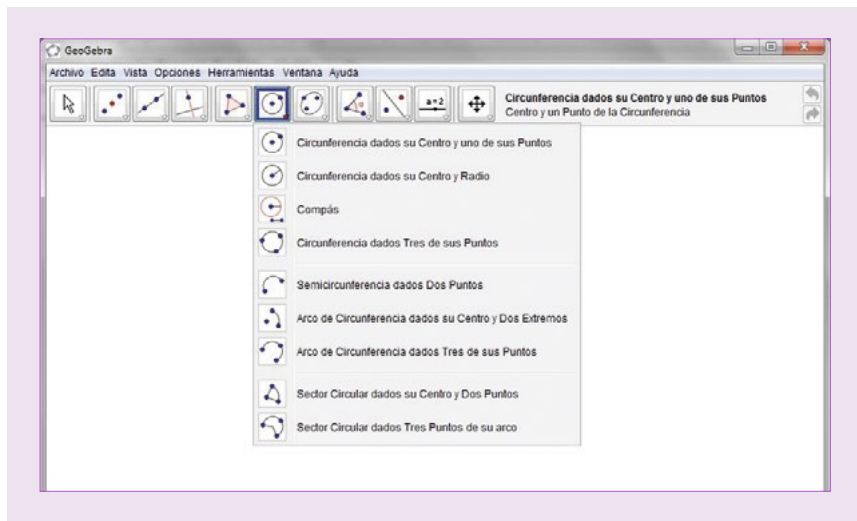 GeoGebra
Archivo Edita Vista Opciones Herramientas Ventana Ayuda
a=2
Circunferencia dados su Centro y uno de sus Puntos
Centro y un Punto de la Circunferencia
Circunferencia dados su Centro y uno de sus Puntos
Circunferencia dados su Centro y Radio
Compás
Circunferencia dados Tres de sus Puntos
Semicircunferencia dados Dos Puntos
Arco de Circunferencia dados su Centro y Dos Extremos
Arco de Circunferencia dados Tres de sus Puntos
Sector Circular dados su Centro y Dos Puntos
Sector Circular dados Tres Puntos de su arco